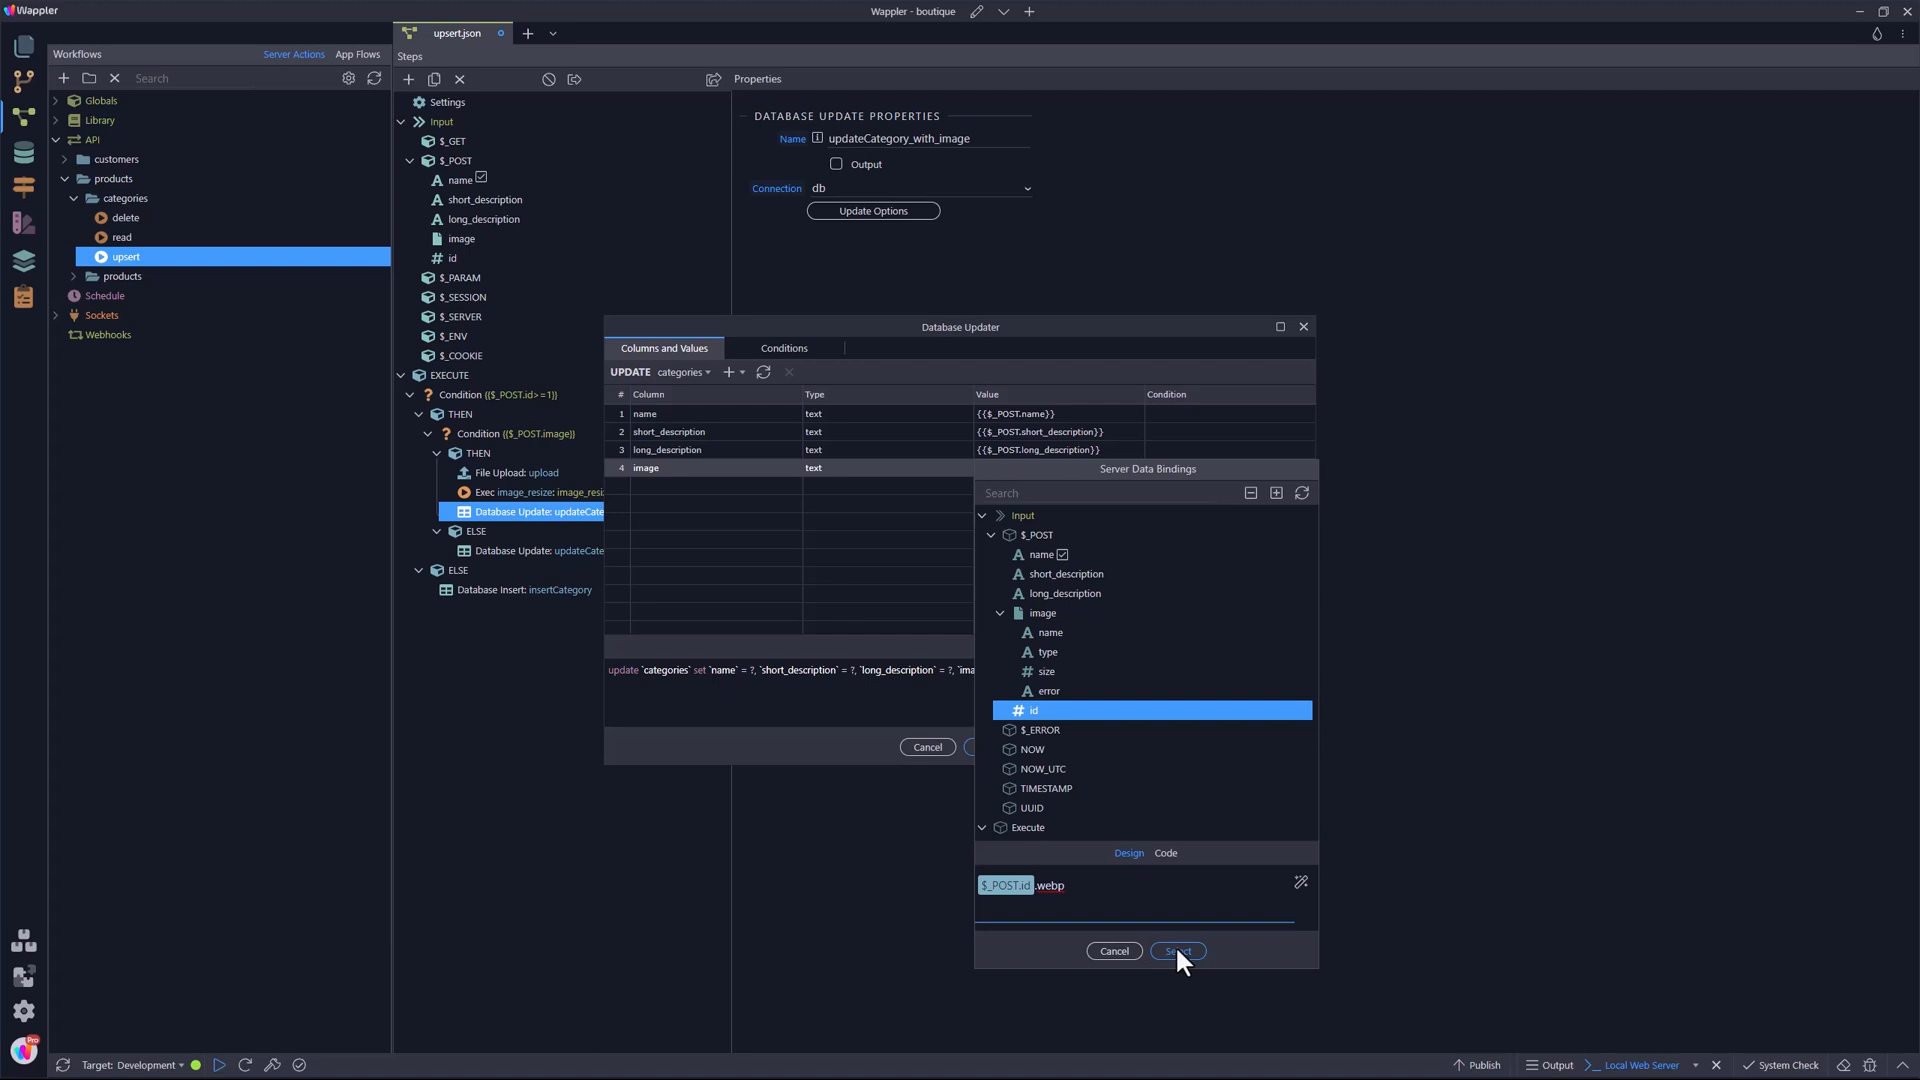 Wappler
Wappler - boutique
Workflows
Server Actions
App Flows
Search
Globals
Library
API
customers
products
categories
delete
read
upsert
products
Schedule
Sockets
Webhooks
upsert.json
Steps
Settings
Input
$_GET
$_POST
name
short_description
long_description
image
id
$_PARAM
$_SESSION
$_SERVER
$_ENV
$_COOKIE
EXECUTE
Condition {{$_POST.id>=1}}
THEN
Condition {{$_POST.image}}
THEN
File Upload: upload
Exec image_resize: image_resi
Database Update: updateCate
ELSE
Database Update: updateCate
ELSE
Database Insert: insertCategory
Properties
DATABASE UPDATE PROPERTIES
Name updateCategory_with_image
Output
Connection db
Update Options
Database Updater
Columns and Values
Conditions
UPDATE categories
# Column Type Value Condition
1 name text {{$_POST.name}}
2 short_description text {{$_POST.short_description}}
3 long_description text {{$_POST.long_description}}
4 image text
update `categories` set `name` = ?, `short_description` = ?, `long_description` = ?, `ima
Cancel
Server Data Bindings
Search
Input
$_POST
name
short_description
long_description
image
name
type
size
error
id
$_ERROR
NOW
NOW_UTC
TIMESTAMP
UUID
Execute
Design Code
$_POST.id .webp
Cancel
Select
Pro
Target: Development
Publish
Output
Local Web Server
System Check